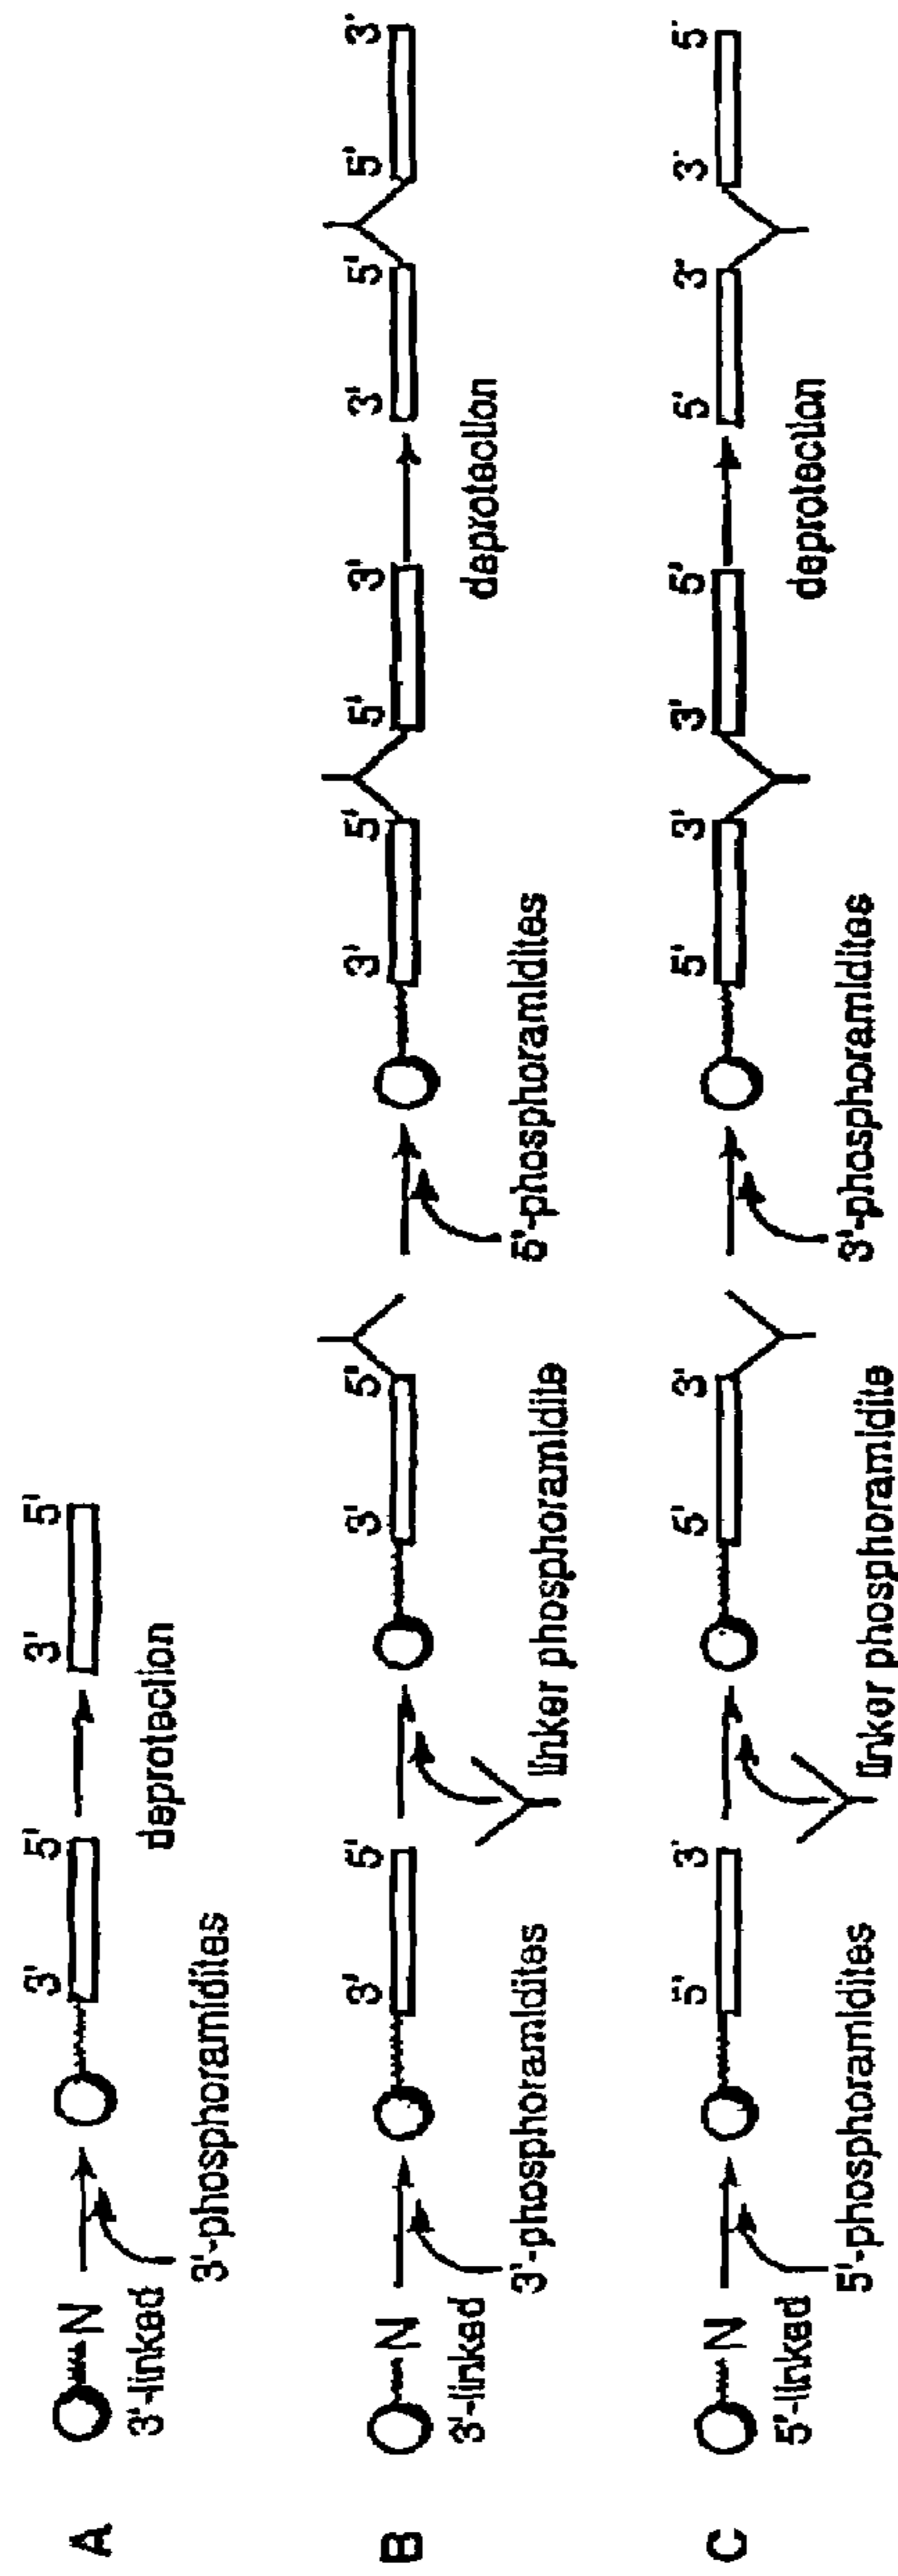 A
N
3'-linked
3'-phosphoramidites
3' 5'
deprotection
3' 5'
B
N
3'-linked
3'-phosphoramidites
3' 5'
linker phosphoramidite
3' 5'
5'-phosphoramidites
3' 5' 5' 3'
deprotection
3' 5' 5' 3'
C
N
5'-linked
5'-phosphoramidites
5' 3'
linker phosphoramidite
5' 3'
3'-phosphoramidites
5' 3' 3' 5'
deprotection
5' 3' 3' 5'